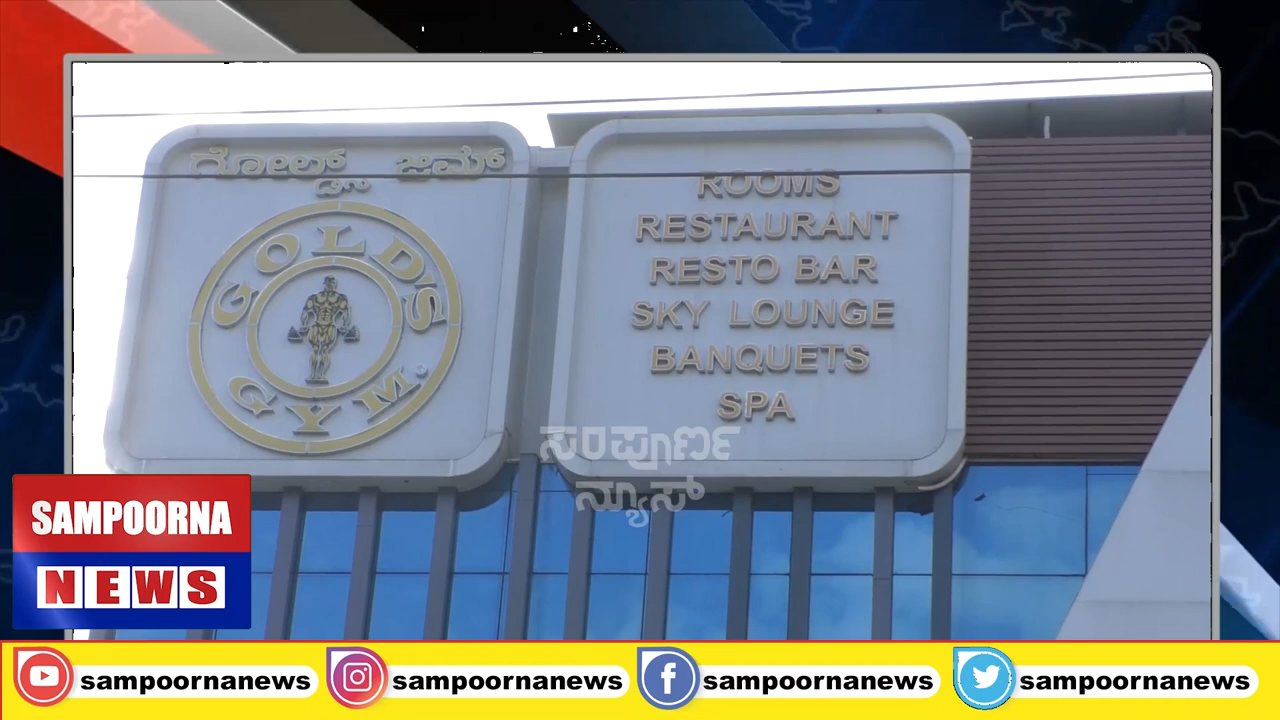 ಗೋಲ್ಡ್ಸ್ ಜಿಮ್
GOLD'S
GYM.
ROOMS
RESTAURANT
RESTO BAR
SKY LOUNGE
BANQUETS
SPA
ಸಂಪೂರ್ಣ
ನ್ಯೂಸ್
SAMPOORNA
NEWS
sampoornanews sampoornanews sampoornanews sampoornanews